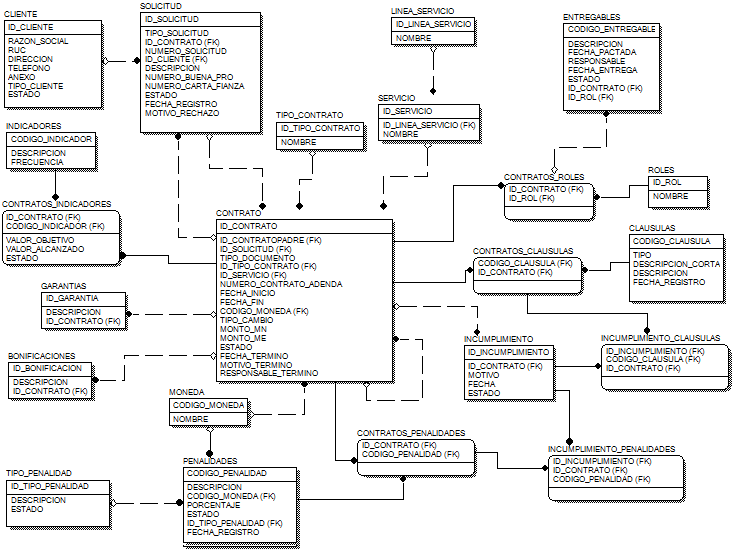 CLIENTE
ID_CLIENTE
RAZON_SOCIAL
RUC
DIRECCION
TELEFONO
ANEXO
TIPO_CLIENTE
ESTADO
SOLICITUD
ID_SOLICITUD
TIPO_SOLICITUD
ID_CONTRATO (FK)
NUMERO_SOLICITUD
ID_CLIENTE (FK)
DESCRIPCION
NUMERO_BUENA_PRO
NUMERO_CARTA_FIANZA
ESTADO
FECHA_REGISTRO
MOTIVO_RECHAZO
LINEA_SERVICIO
ID_LINEA_SERVICIO
NOMBRE
ENTREGABLES
CODIGO_ENTREGABLE
DESCRIPCION
FECHA_PACTADA
RESPONSABLE
FECHA_ENTREGA
ESTADO
ID_CONTRATO (FK)
ID_ROL (FK)
INDICADORES
CODIGO_INDICADOR
DESCRIPCION
FRECUENCIA
TIPO_CONTRATO
ID_TIPO_CONTRATO
NOMBRE
SERVICIO
ID_SERVICIO
ID_LINEA_SERVICIO (FK)
NOMBRE
CONTRATOS_ROLES
ID_CONTRATO (FK)
ID_ROL (FK)
ROLES
ID_ROL
NOMBRE
CONTRATOS_INDICADORES
ID_CONTRATO (FK)
CODIGO_INDICADOR (FK)
VALOR_OBJETIVO
VALOR_ALCANZADO
ESTADO
CONTRATO
ID_CONTRATO
ID_CONTRATOPADRE (FK)
ID_SOLICITUD (FK)
TIPO_DOCUMENTO
ID_TIPO_CONTRATO (FK)
ID_SERVICIO (FK)
NUMERO_CONTRATO_ADENDA
FECHA_INICIO
FECHA_FIN
CODIGO_MONEDA (FK)
TIPO_CAMBIO
MONTO_MN
MONTO_ME
ESTADO
FECHA_TERMINO
MOTIVO_TERMINO
RESPONSABLE_TERMINO
CONTRATOS_CLAUSULAS
CODIGO_CLAUSULA (FK)
ID_CONTRATO (FK)
CLAUSULAS
CODIGO_CLAUSULA
TIPO
DESCRIPCION_CORTA
DESCRIPCION
FECHA_REGISTRO
GARANTIAS
ID_GARANTIA
DESCRIPCION
ID_CONTRATO (FK)
INCUMPLIMIENTO
ID_INCUMPLIMIENTO
ID_CONTRATO (FK)
MOTIVO
FECHA
ESTADO
INCUMPLIMIENTO_CLAUSULAS
ID_INCUMPLIMIENTO (FK)
CODIGO_CLAUSULA (FK)
ID_CONTRATO (FK)
BONIFICACIONES
ID_BONIFICACION
DESCRIPCION
ID_CONTRATO (FK)
MONEDA
CODIGO_MONEDA
NOMBRE
CONTRATOS_PENALIDADES
ID_CONTRATO (FK)
CODIGO_PENALIDAD (FK)
INCUMPLIMIENTO_PENALIDADES
ID_INCUMPLIMIENTO (FK)
ID_CONTRATO (FK)
CODIGO_PENALIDAD (FK)
TIPO_PENALIDAD
ID_TIPO_PENALIDAD
DESCRIPCION
ESTADO
PENALIDADES
CODIGO_PENALIDAD
DESCRIPCION
CODIGO_MONEDA (FK)
PORCENTAJE
ESTADO
ID_TIPO_PENALIDAD (FK)
FECHA_REGISTRO